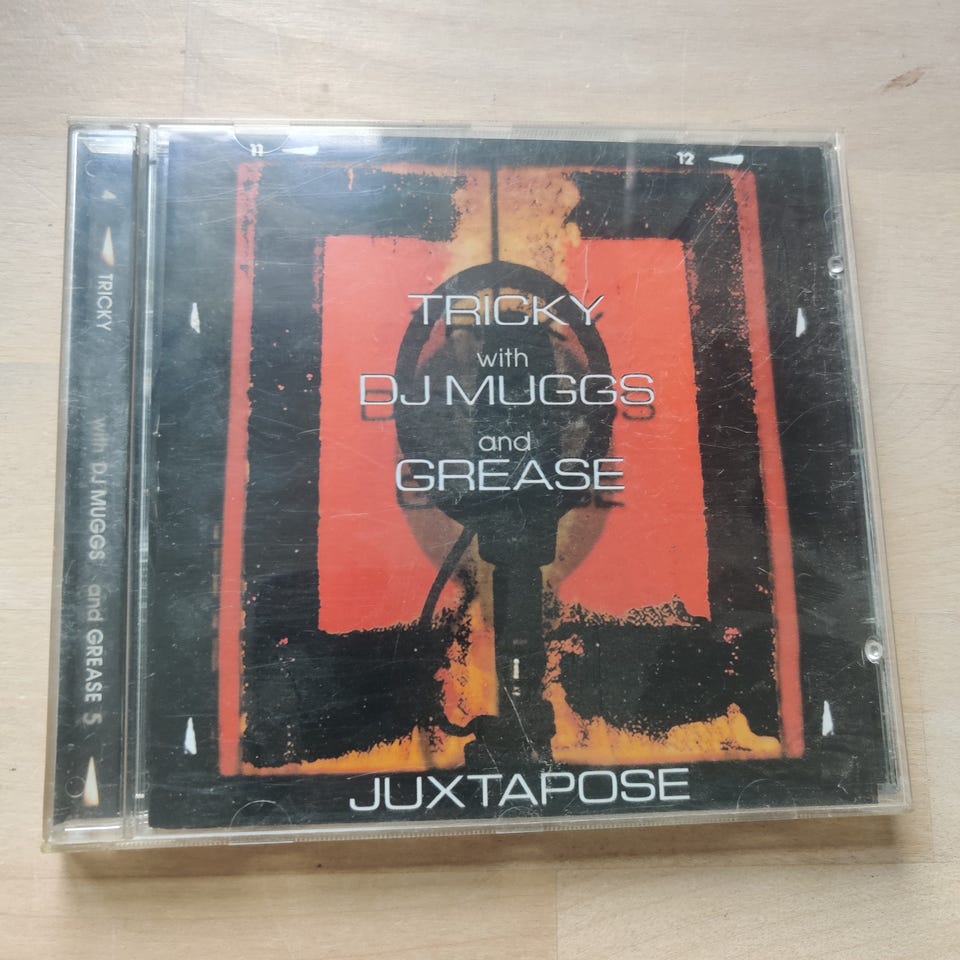 11
12
TRICKY
with
DJ MUGGS
and
GREASE
JUXTAPOSE
4 TRICKY with DJ MUGGS and GREASE 5